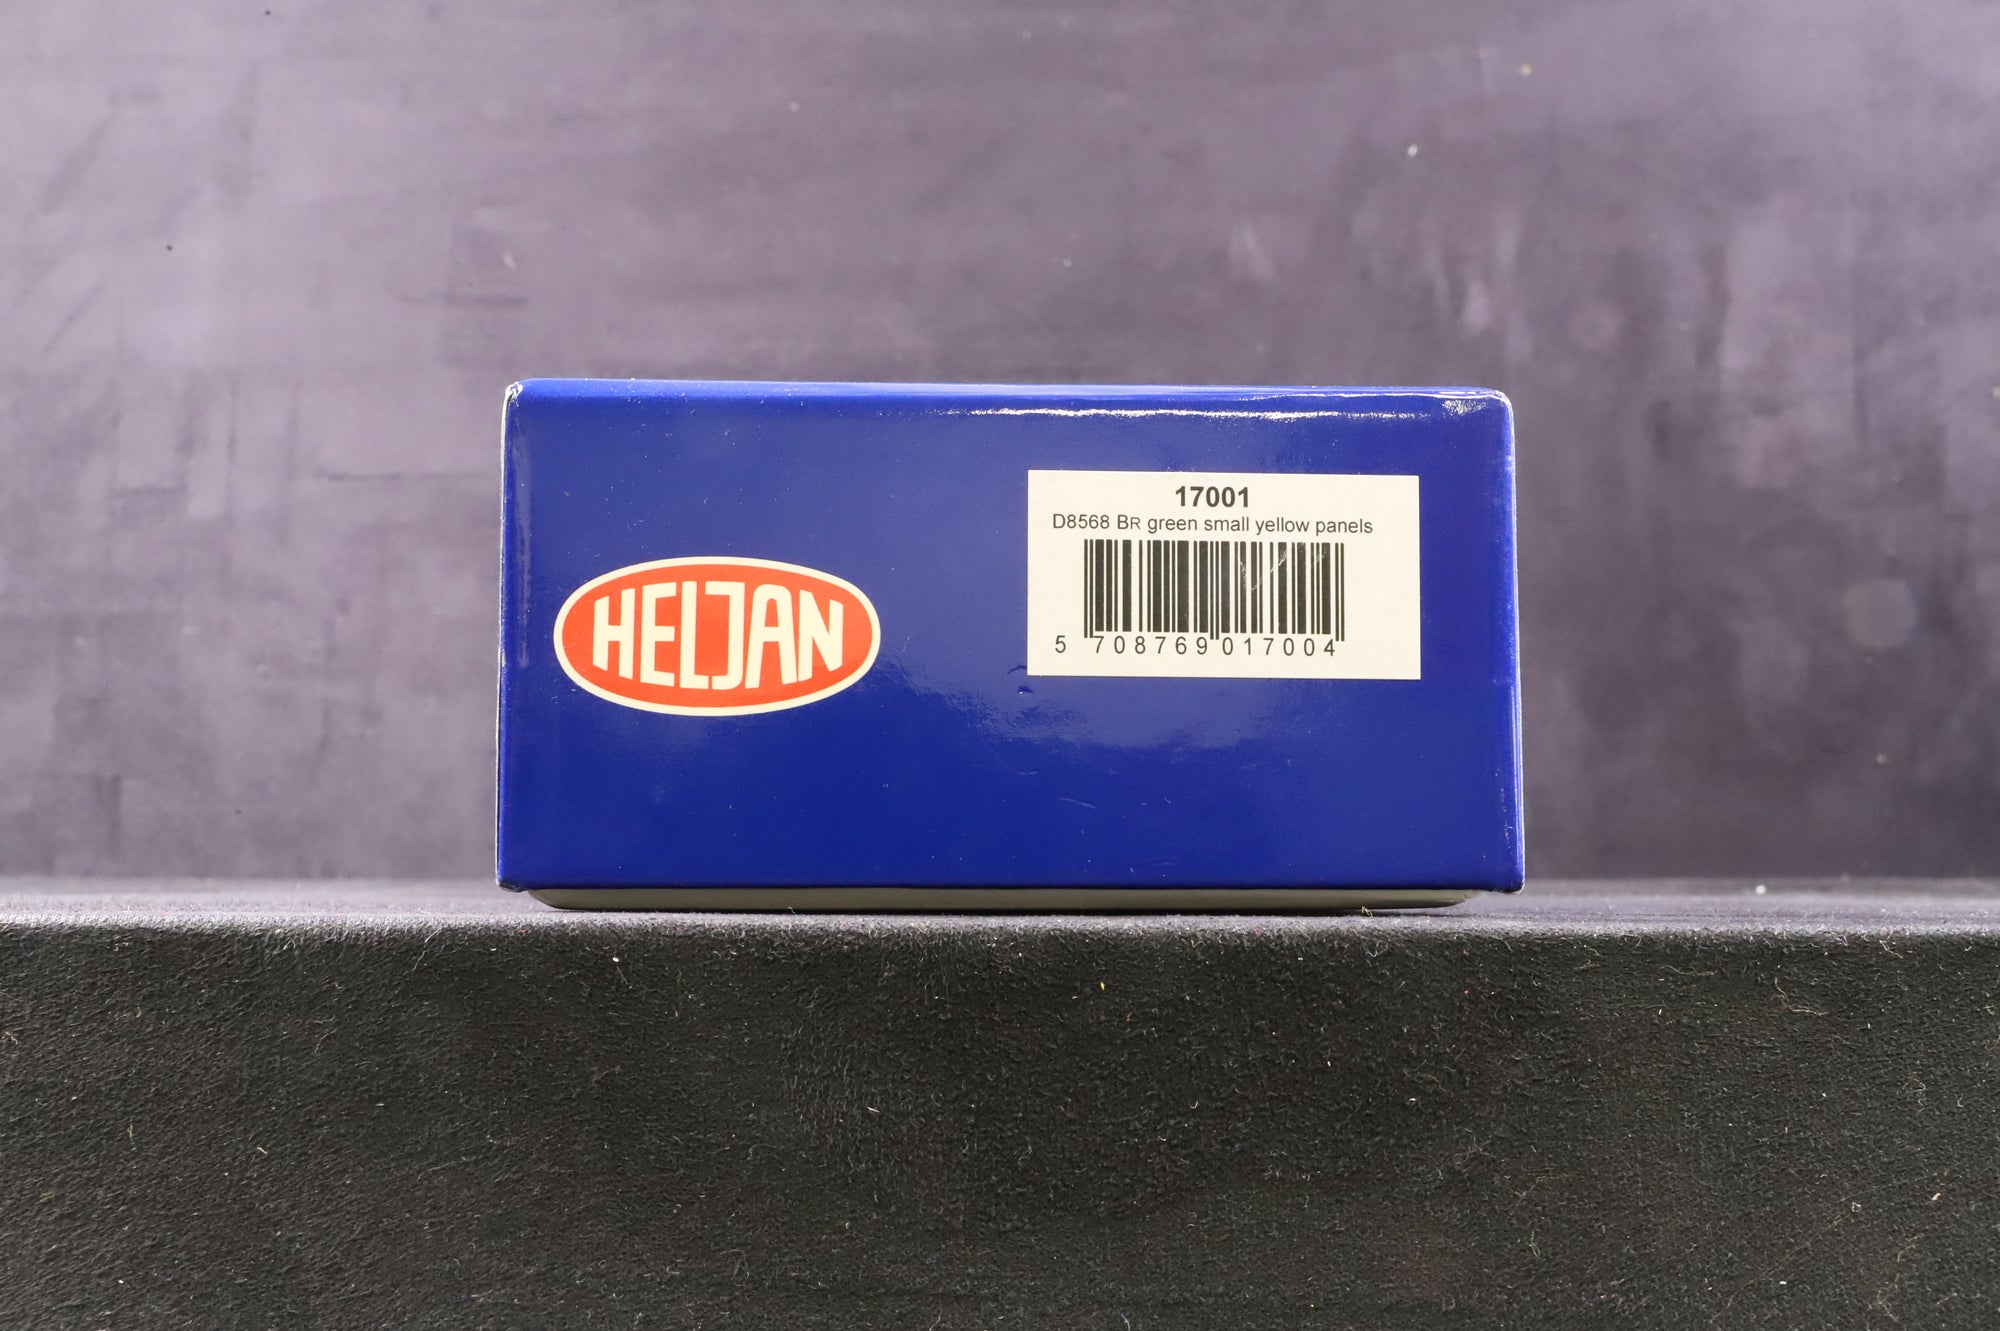 HELJAN
17001
D8568 BR green small yellow panels
5 708769 017004